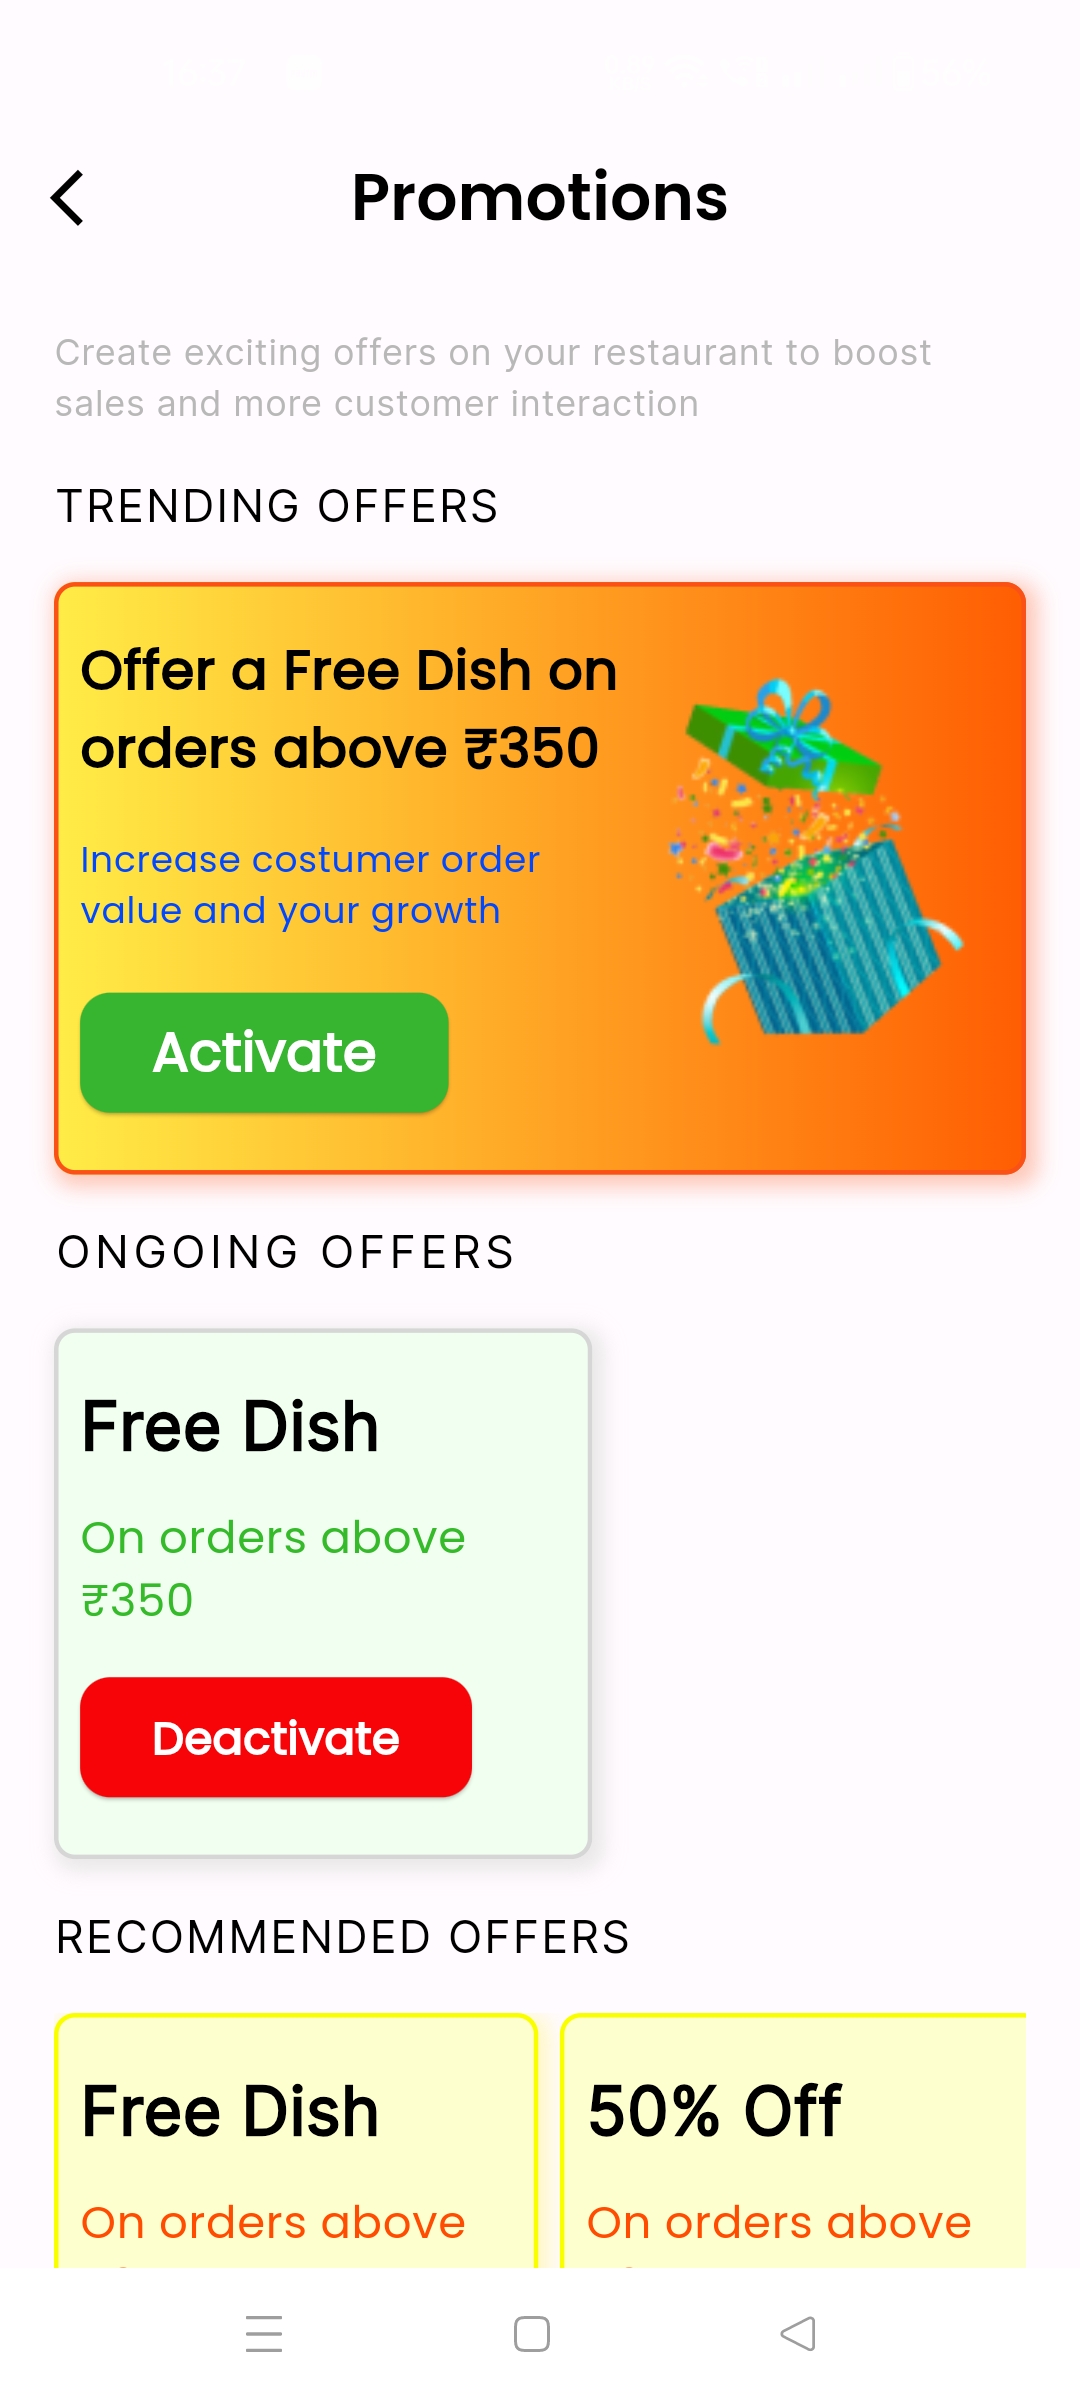 Promotions
Create exciting offers on your restaurant to boost
sales and more customer interaction
TRENDING OFFERS
Offer a Free Dish on
orders above ₹350
Increase costumer order
value and your growth
Activate
ONGOING OFFERS
Free Dish
On orders above
₹350
Deactivate
RECOMMENDED OFFERS
Free Dish
On orders above
50% Off
On orders above